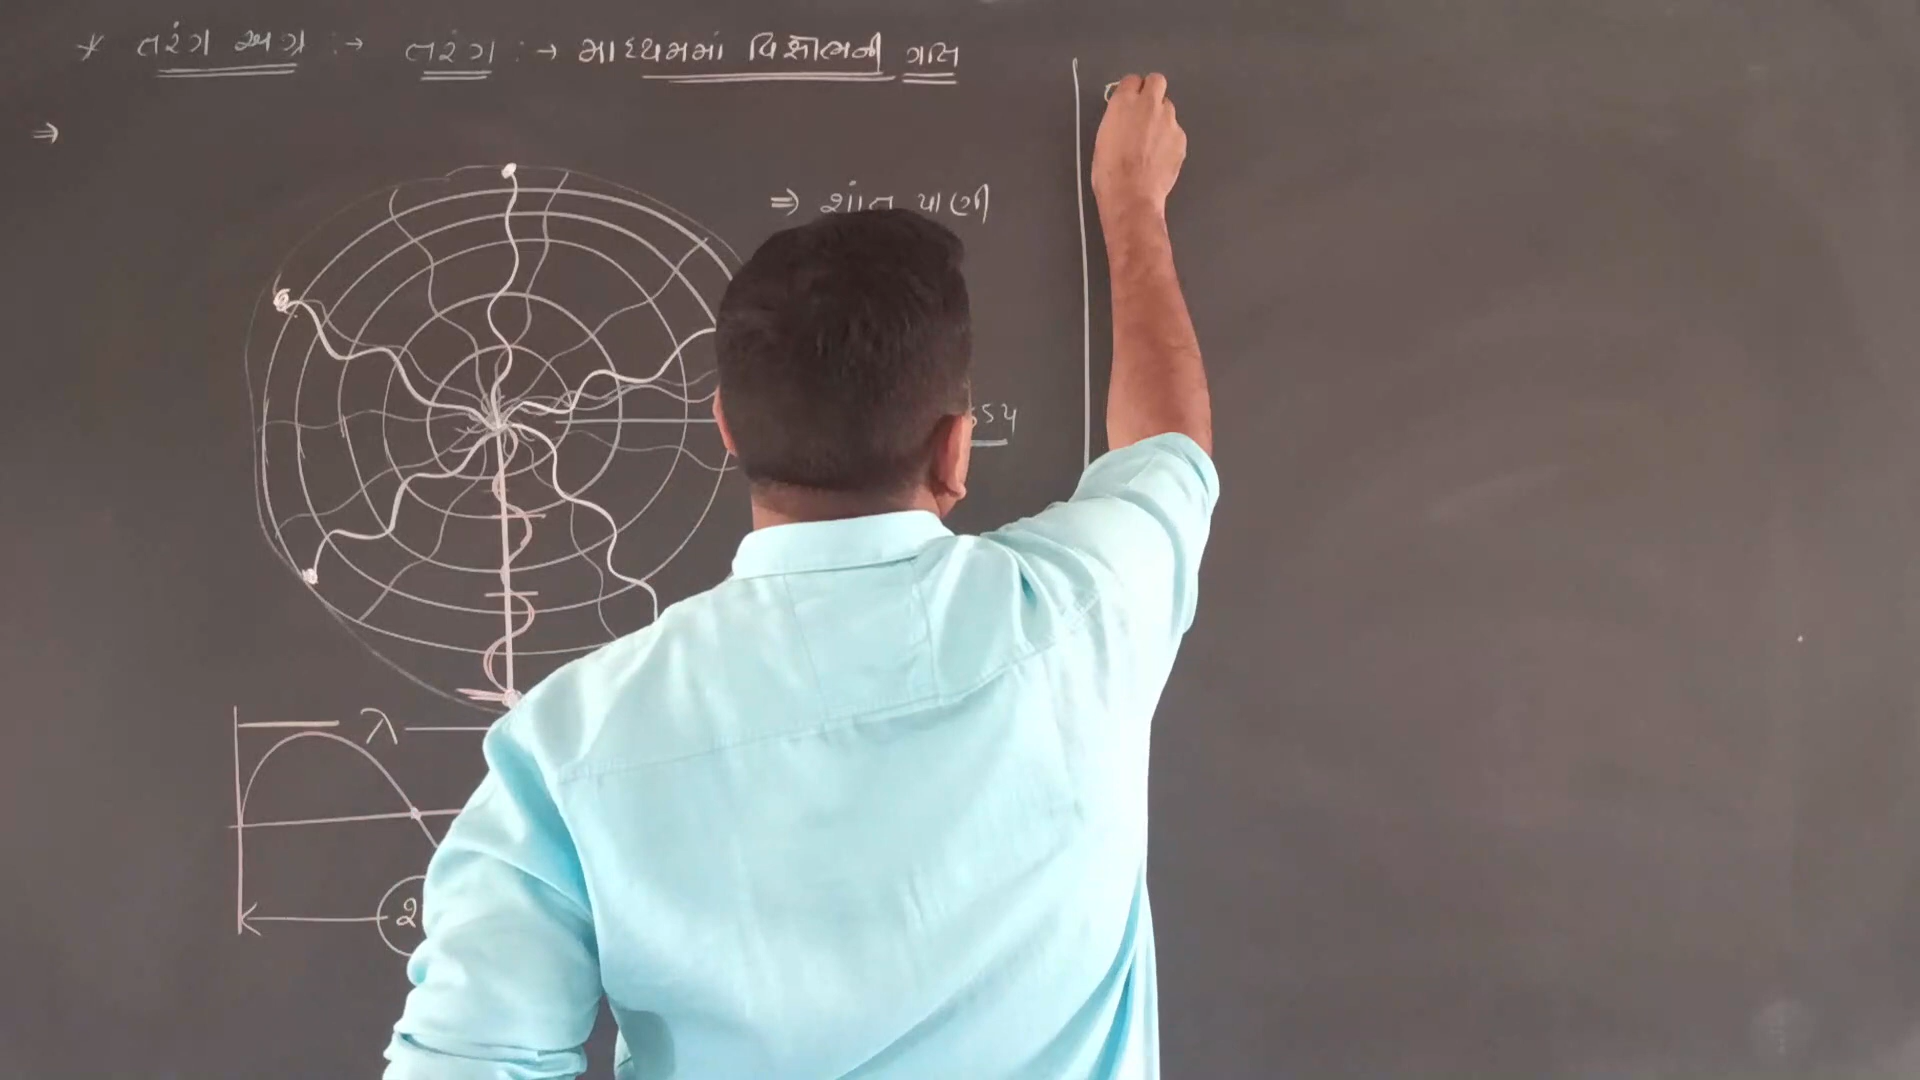 * તરંગ અગ્ર :→ તરંગ :→ માધ્યમમાં વિક્ષોભની ગતિ
⇒
⇒ શાંત પાણી
λ